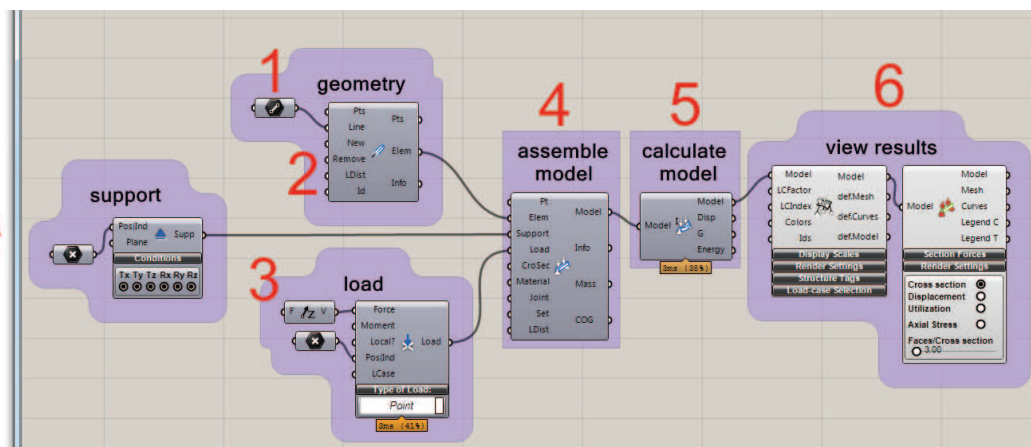 1
geometry
Pts
Line
New
Remove
LDist
Id
Pts
Elem
Info
2
support
Pos|Ind
Plane
Supp
Conditions
Tx Ty Tz Rx Ry Rz
3
load
F Z V
Force
Moment
Local?
Pos|Ind
LCase
Load
Type of Load:
Point
3ms (41%)
4
assemble
model
Pt
Elem
Support
Load
CroSec
Material
Joint
Set
LDist
Model
Info
Mass
COG
5
calculate
model
Model
Model
Disp
G
Energy
3ms (38%)
6
view results
Model
LCFactor
LCIndex
Colors
Ids
Model
def.Mesh
def.Curves
def.Model
Display Scales
Render Settings
Structure Tags
Load-case Selection
Model
Model
Mesh
Curves
Legend C
Legend T
Section Forces
Render Settings
Cross section
Displacement
Utilization
Axial Stress
Faces/Cross section
3.00